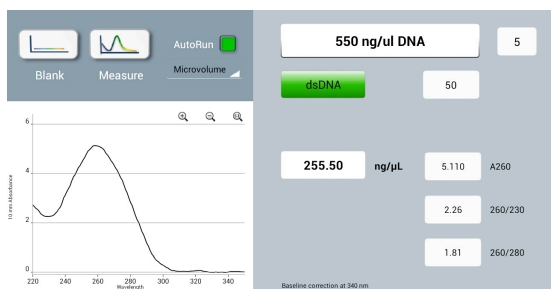 Blank
Measure
AutoRun
Microvolume
550 ng/ul DNA
5
dsDNA
50
255.50
ng/µL
5.110
A260
2.26
260/230
1.81
260/280
Baseline correction at 340 nm
6
4
2
0
10 mm Absorbance
220 240 260 280 300 320 340
Wavelength